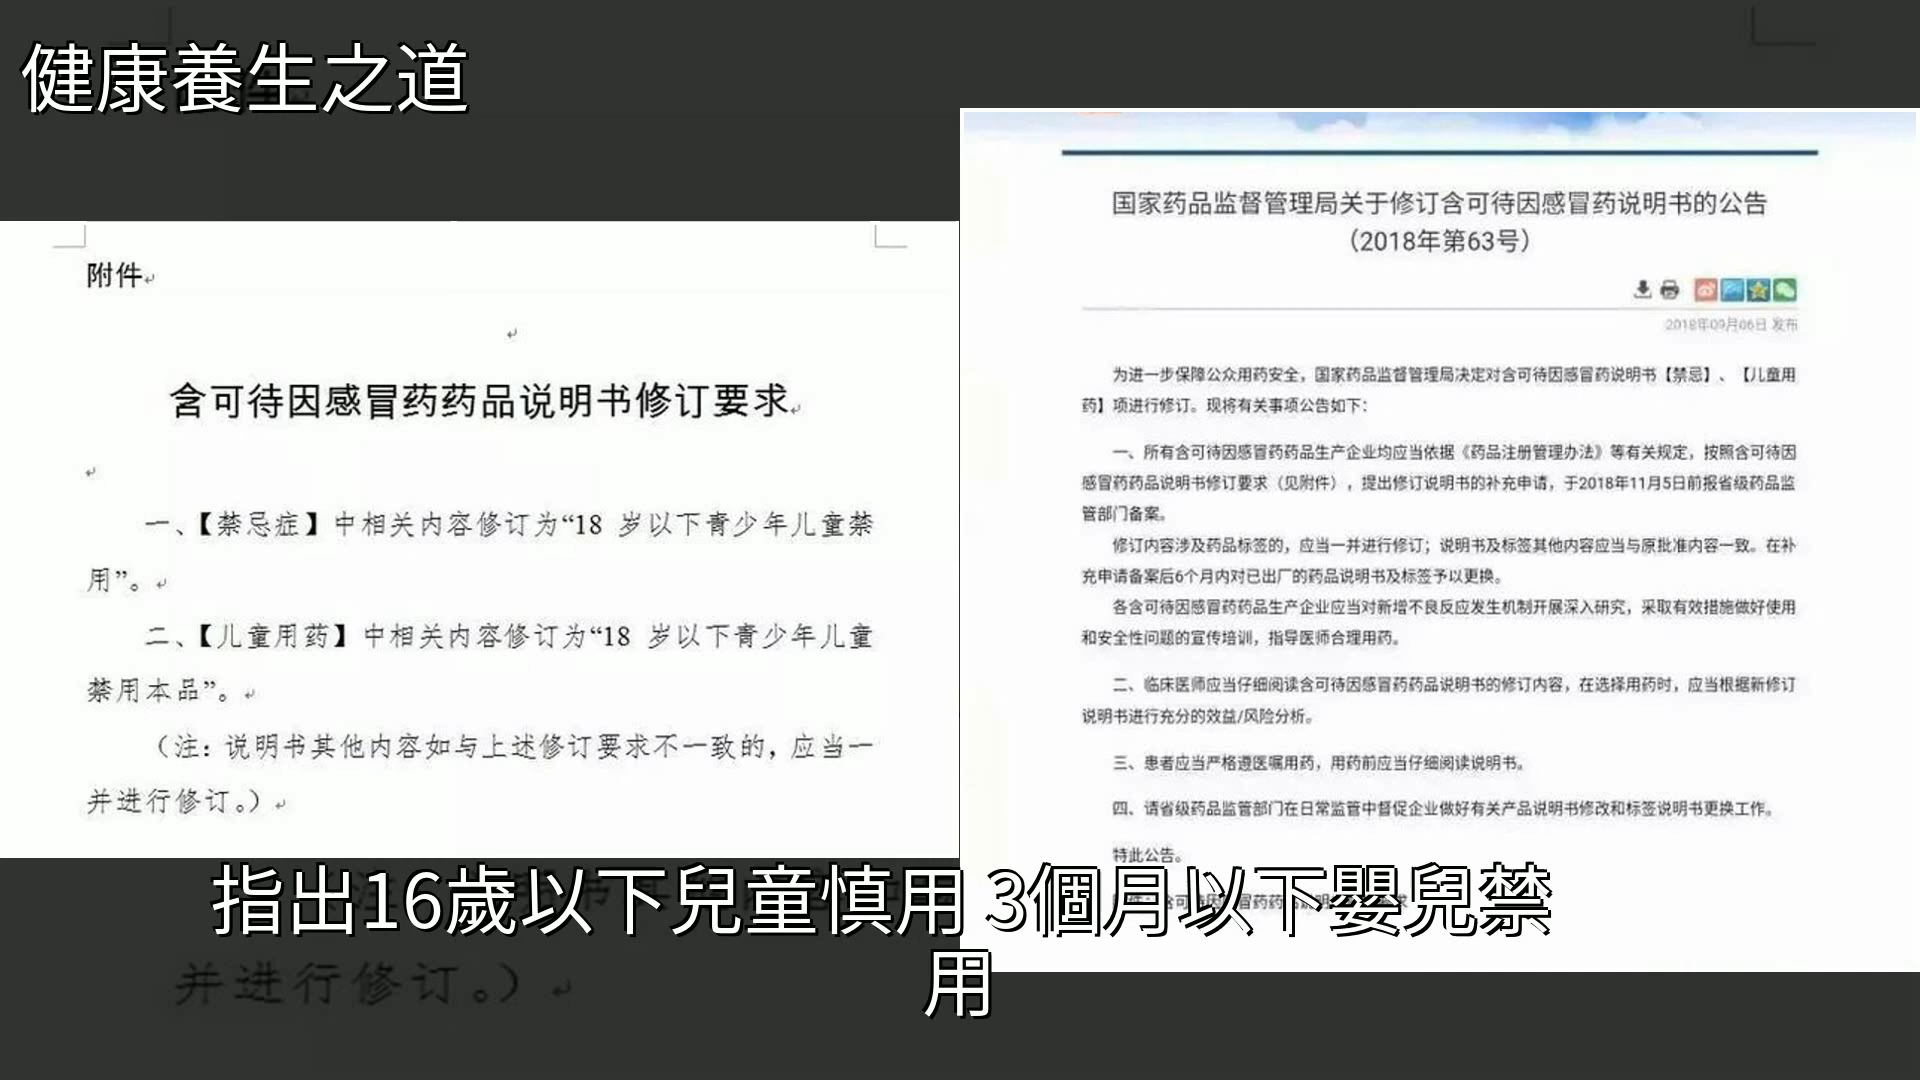 健康養生之道
附件
含可待因感冒药药品说明书修订要求
一、【禁忌症】中相关内容修订为“18 岁以下青少年儿童禁
用”。
二、【儿童用药】中相关内容修订为“18 岁以下青少年儿童
禁用本品”。
（注：说明书其他内容如与上述修订要求不一致的，应当一
并进行修订。）
国家药品监督管理局关于修订含可待因感冒药说明书的公告
（2018年第63号）
2018年09月06日 发布
为进一步保障公众用药安全，国家药品监督管理局决定对含可待因感冒药说明书【禁忌】、【儿童用
药】项进行修订。现将有关事项公告如下：
一、所有含可待因感冒药药品生产企业均应当依据《药品注册管理办法》等有关规定，按照含可待因
感冒药药品说明书修订要求（见附件），提出修订说明书的补充申请，于2018年11月5日前报省级药品监
管部门备案。
修订内容涉及药品标签的，应当一并进行修订；说明书及标签其他内容应当与原批准内容一致。在补
充申请备案后6个月内对已出厂的药品说明书及标签予以更换。
各含可待因感冒药药品生产企业应当对新增不良反应发生机制开展深入研究，采取有效措施做好使用
和安全性问题的宣传培训，指导医师合理用药。
二、临床医师应当仔细阅读含可待因感冒药药品说明书的修订内容，在选择用药时，应当根据新修订
说明书进行充分的效益/风险分析。
三、患者应当严格遵医嘱用药，用药前应当仔细阅读说明书。
四、请省级药品监管部门在日常监管中督促企业做好有关产品说明书修改和标签说明书更换工作。
特此公告。
指出16歲以下兒童慎用 3個月以下嬰兒禁
用
并进行修订。）